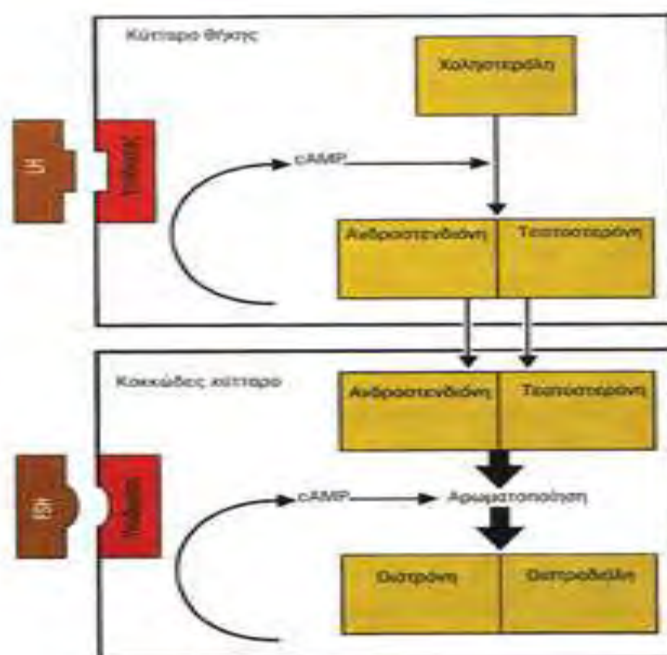 Κύτταρο θήκης
Χοληστερόλη
LH
cAMP
Ανδροστενδιόνη Τεστοστερόνη
Κοκκώδες κύτταρο
Ανδροστενδιόνη Τεστοστερόνη
FSH
cAMP Αρωματοποίηση
Οιστρόνη Οιστραδιόλη